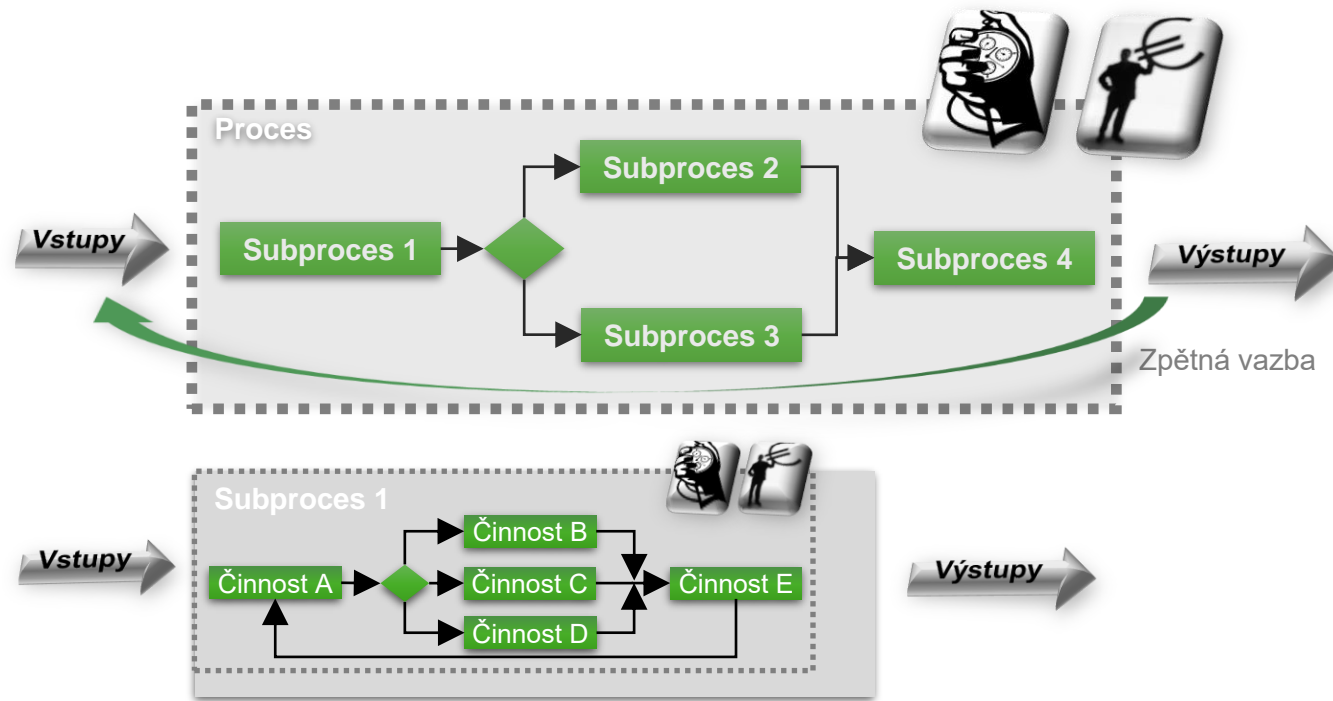 Proces
Subproces 2
Vstupy
Subproces 1
Subproces 4
Výstupy
Subproces 3
Zpětná vazba
Subproces 1
Činnost B
Vstupy
Činnost A
Činnost C
Činnost E
Výstupy
Činnost D